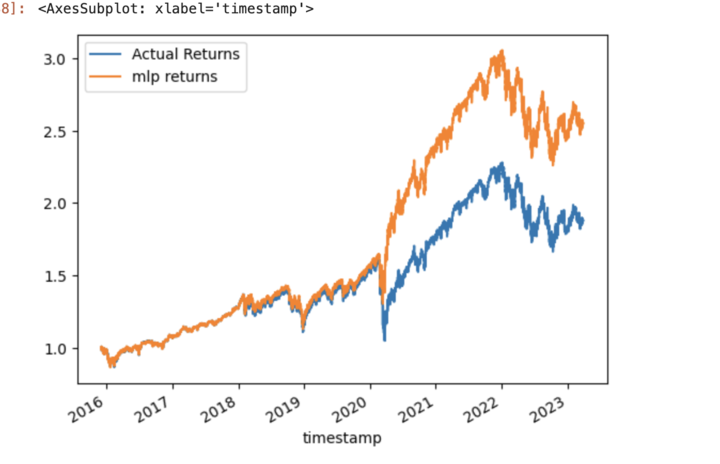 8]: <AxesSubplot: xlabel='timestamp'>
Actual Returns
mlp returns
3.0
2.5
2.0
1.5
1.0
2016 2017 2018 2019 2020 2021 2022 2023
timestamp